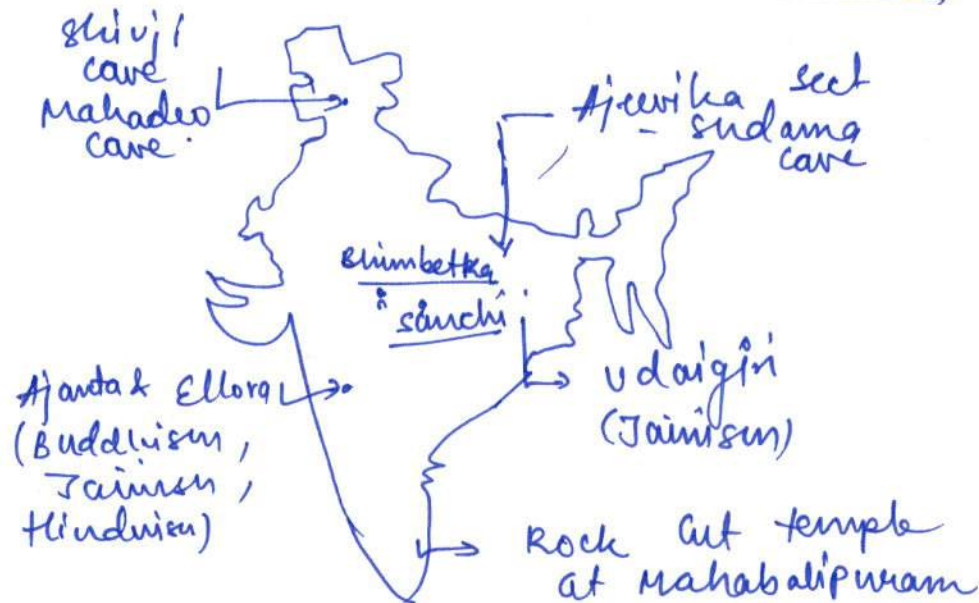 Shivji
cave
Mahadeo
cave.
Ajeevika sect
- sudama
cave
Bhimbetka
sanchi
Ajanta & Ellora
(Buddhism,
Jainism,
Hinduism)
Udaigiri
(Jainism)
Rock cut temple
at Mahabalipuram